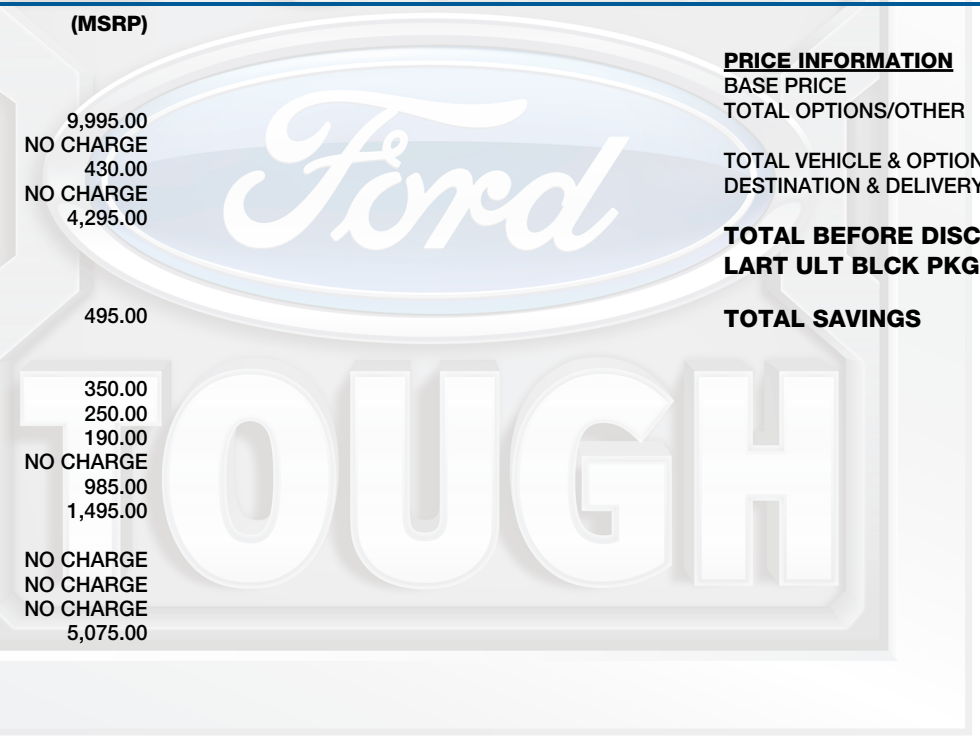 (MSRP)
9,995.00
NO CHARGE
430.00
NO CHARGE
4,295.00
495.00
350.00
250.00
190.00
NO CHARGE
985.00
1,495.00
NO CHARGE
NO CHARGE
NO CHARGE
5,075.00
PRICE INFORMATION
BASE PRICE
TOTAL OPTIONS/OTHER
TOTAL VEHICLE & OPTION
DESTINATION & DELIVERY
TOTAL BEFORE DISC
LART ULT BLCK PKG
TOTAL SAVINGS
Ford
TOUGH